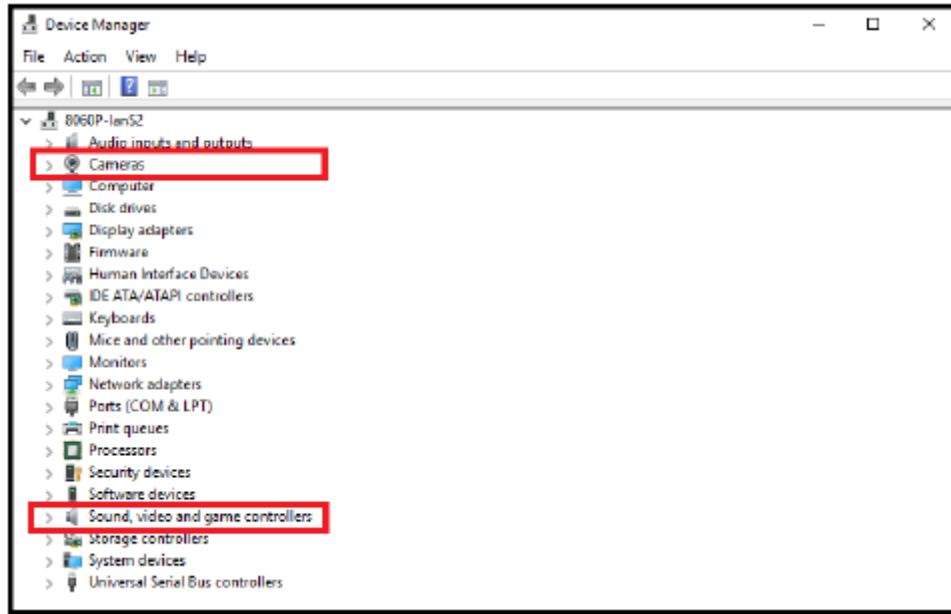 Device Manager
File Action View Help
8060P-IanS2
Audio inputs and outputs
Cameras
Computer
Disk drives
Display adapters
Firmware
Human Interface Devices
IDE ATA/ATAPI controllers
Keyboards
Mice and other pointing devices
Monitors
Network adapters
Ports (COM & LPT)
Print queues
Processors
Security devices
Software devices
Sound, video and game controllers
Storage controllers
System devices
Universal Serial Bus controllers